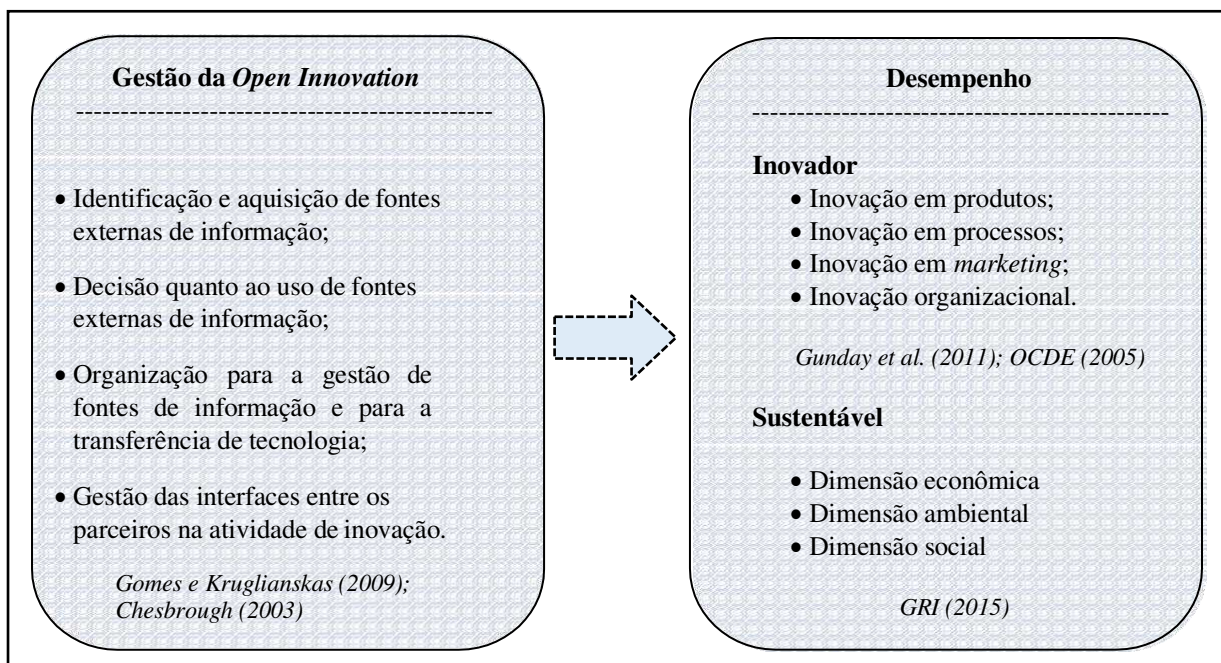 Gestão da Open Innovation
• Identificação e aquisição de fontes
externas de informação;
• Decisão quanto ao uso de fontes
externas de informação;
• Organização para a gestão de
fontes de informação e para a
transferência de tecnologia;
• Gestão das interfaces entre os
parceiros na atividade de inovação.
Gomes e Kruglianskas (2009);
Chesbrough (2003)
Desempenho
Inovador
• Inovação em produtos;
• Inovação em processos;
• Inovação em marketing;
• Inovação organizacional.
Gunday et al. (2011); OCDE (2005)
Sustentável
• Dimensão econômica
• Dimensão ambiental
• Dimensão social
GRI (2015)